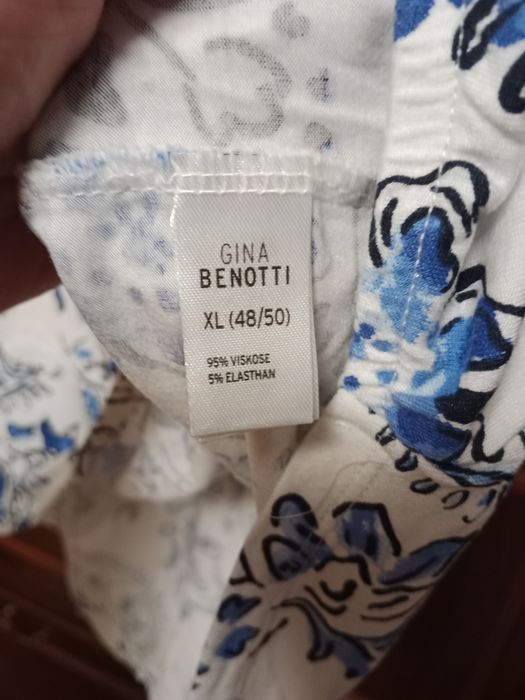 GINA
BENOTTI
XL (48/50)
95% VISKOSE
5% ELASTHAN